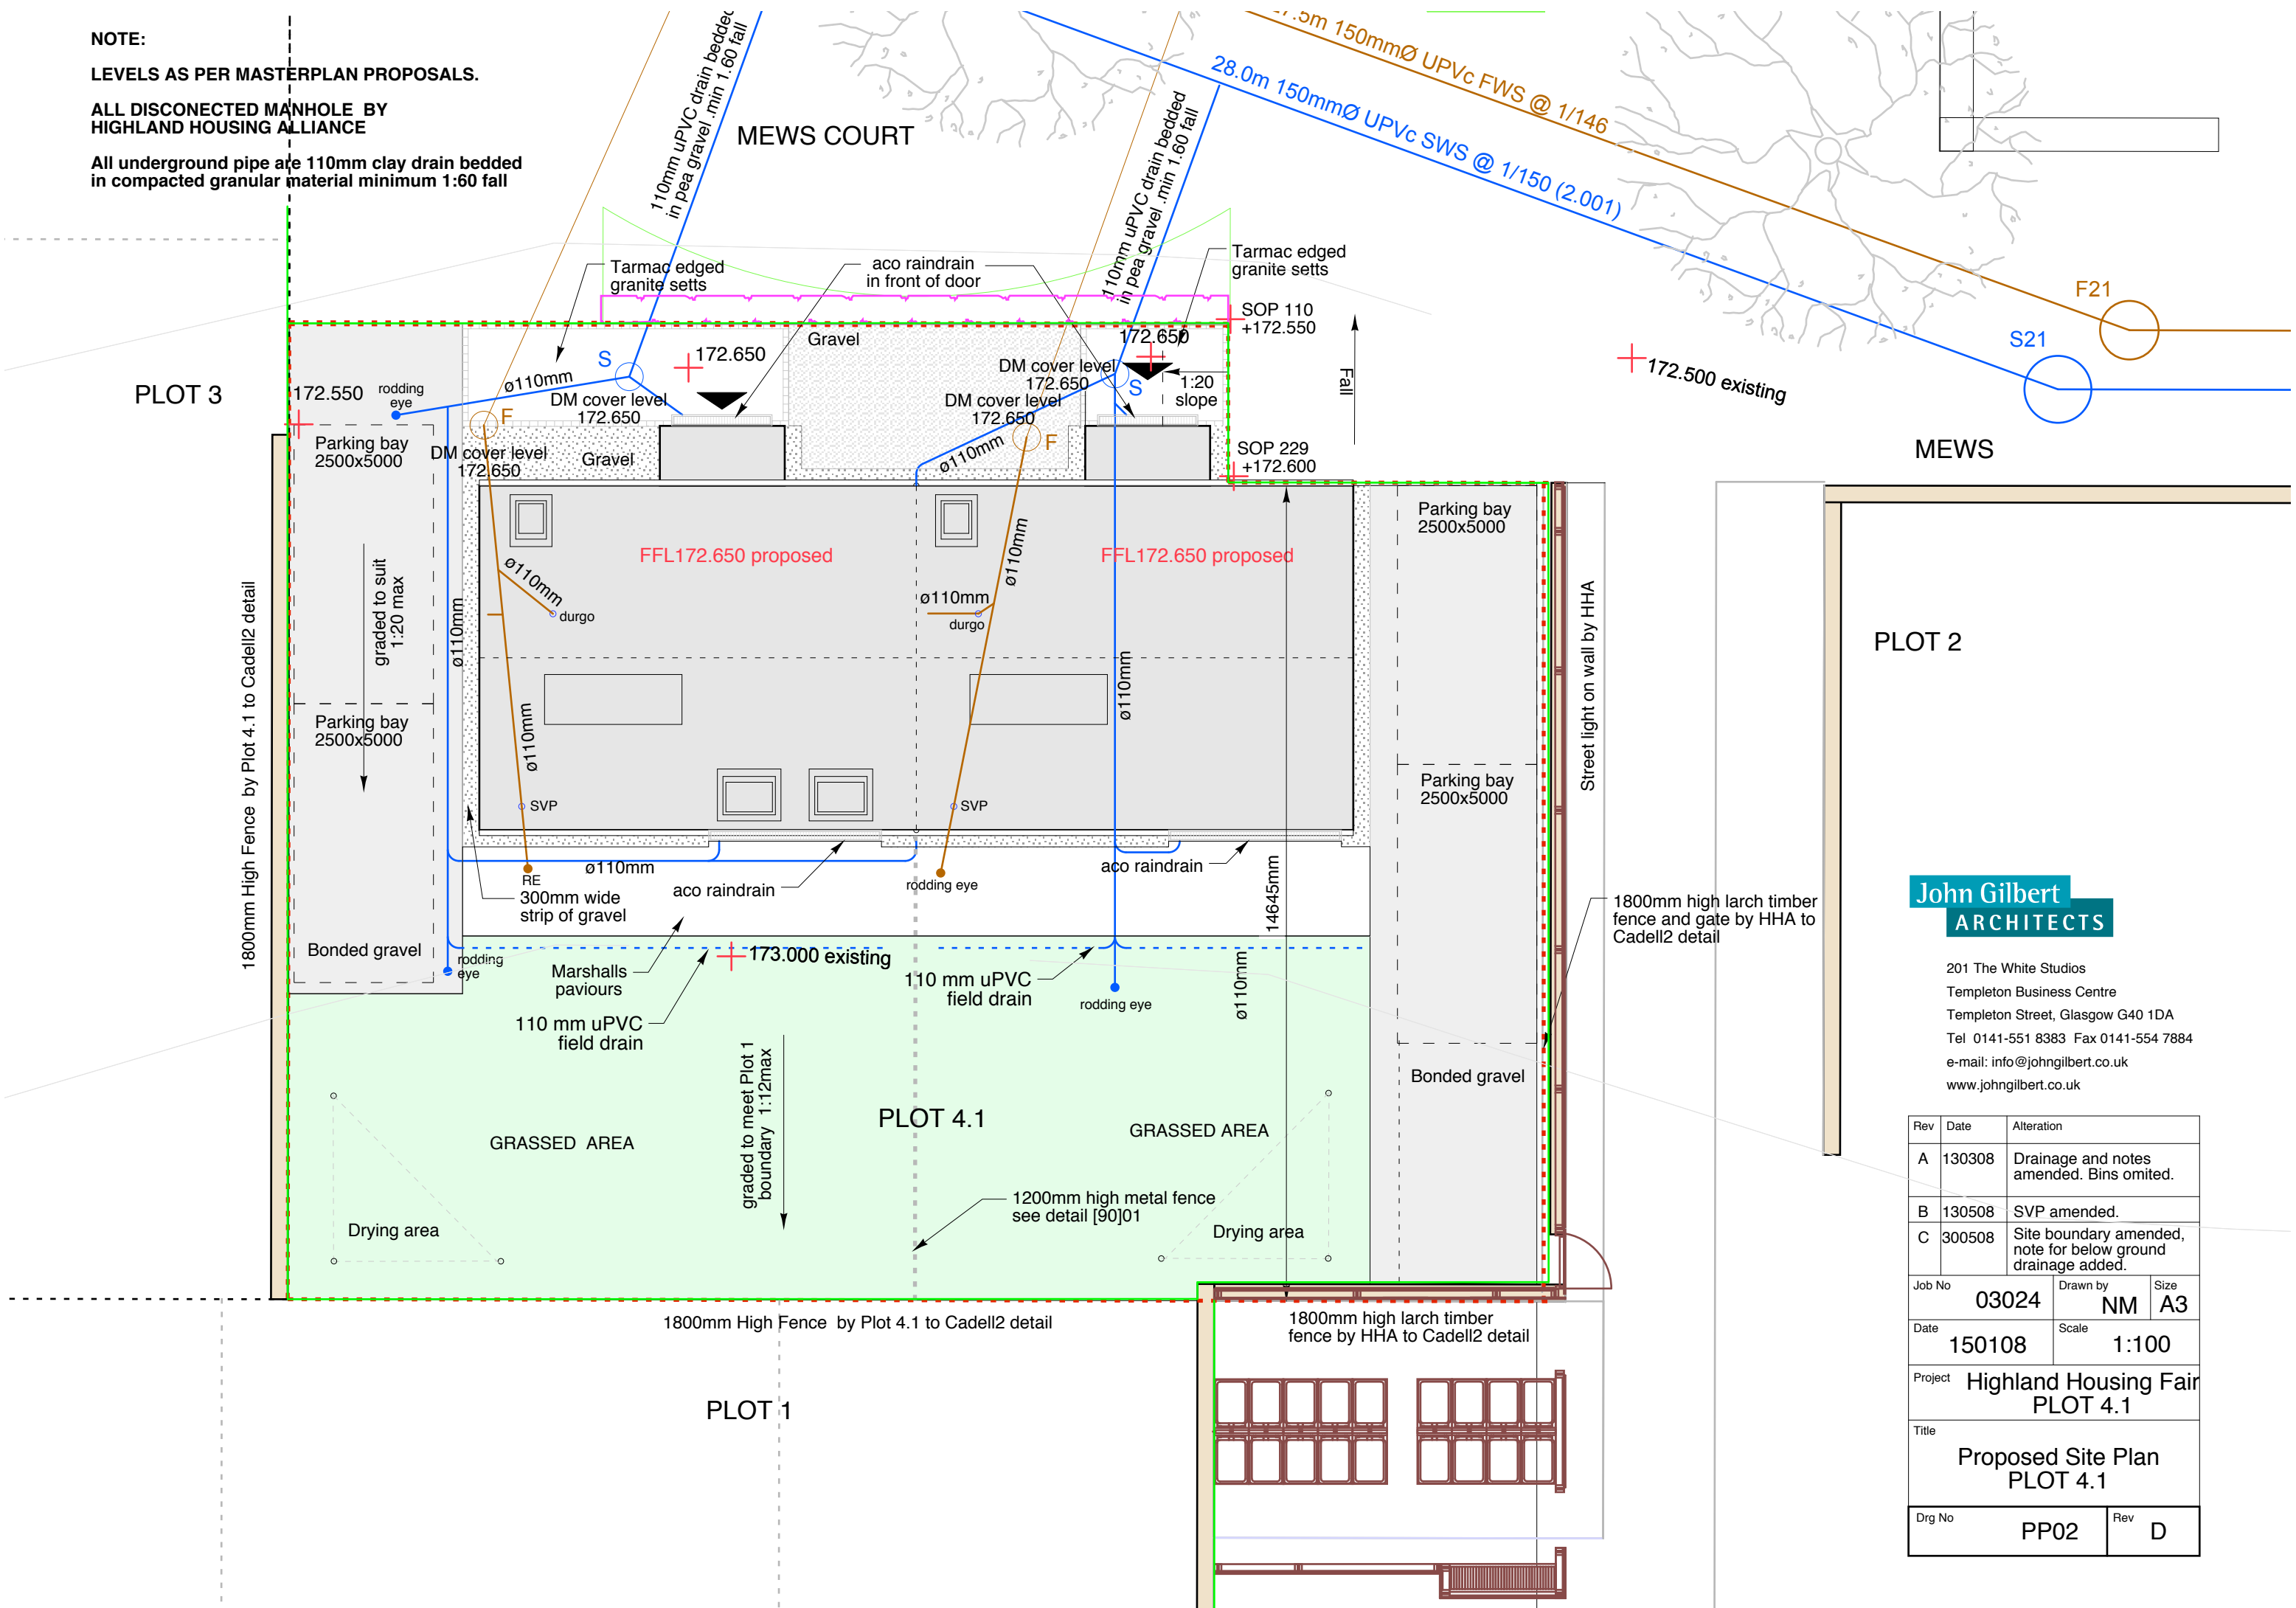 NOTE:
LEVELS AS PER MASTERPLAN PROPOSALS.
ALL DISCONECTED MANHOLE BY
HIGHLAND HOUSING ALLIANCE
All underground pipe are 110mm clay drain bedded
in compacted granular material minimum 1:60 fall
110mm uPVC drain bedded
in pea gravel .min 1.60 fall
MEWS COURT
110mm uPVC drain bedded
in pea gravel .min 1.60 fall
150mmØ UPVc FWS @ 1/146
28.0m 150mmØ UPVc SWS @ 1/150 (2.001)
F21
S21
Tarmac edged
granite setts
aco raindrain
in front of door
Tarmac edged
granite setts
SOP 110
+172.550
172.500 existing
Fall
MEWS
PLOT 3
172.550
rodding
eye
ø110mm
S
172.650
Gravel
172.650
DM cover level
172.650
S
1:20
slope
DM cover level
172.650
DM cover level
172.650
F
F
ø110mm
SOP 229
+172.600
Parking bay
2500x5000
DM cover level
172.650
Gravel
Parking bay
2500x5000
FFL172.650 proposed
FFL172.650 proposed
ø110mm
ø110mm
durgo
ø110mm
durgo
ø110mm
graded to suit
1:20 max
1800mm High Fence by Plot 4.1 to Cadell2 detail
ø110mm
ø110mm
Street light on wall by HHA
PLOT 2
Parking bay
2500x5000
Parking bay
2500x5000
SVP
SVP
ø110mm
RE
300mm wide
strip of gravel
aco raindrain
rodding eye
aco raindrain
14645mm
1800mm high larch timber
fence and gate by HHA to
Cadell2 detail
Bonded gravel
rodding
eye
173.000 existing
Marshalls
paviours
110 mm uPVC
field drain
110 mm uPVC
field drain
rodding eye
ø110mm
Bonded gravel
graded to meet Plot 1
boundary 1:12max
PLOT 4.1
GRASSED AREA
GRASSED AREA
1200mm high metal fence
see detail [90]01
Drying area
Drying area
1800mm High Fence by Plot 4.1 to Cadell2 detail
1800mm high larch timber
fence by HHA to Cadell2 detail
PLOT 1
John Gilbert
ARCHITECTS
201 The White Studios
Templeton Business Centre
Templeton Street, Glasgow G40 1DA
Tel 0141-551 8383 Fax 0141-554 7884
e-mail: info@johngilbert.co.uk
www.johngilbert.co.uk
Rev Date Alteration
A 130308 Drainage and notes
amended. Bins omited.
B 130508 SVP amended.
C 300508 Site boundary amended,
note for below ground
drainage added.
Job No 03024 Drawn by NM Size A3
Date 150108 Scale 1:100
Project Highland Housing Fair
PLOT 4.1
Title
Proposed Site Plan
PLOT 4.1
Drg No PP02 Rev D